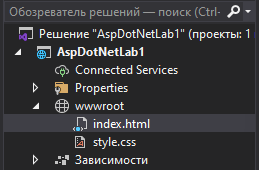 Обозреватель решений — поиск (Ctrl-
Решение "AspDotNetLab1" (проекты: 1
AspDotNetLab1
Connected Services
Properties
wwwroot
index.html
style.css
Зависимости